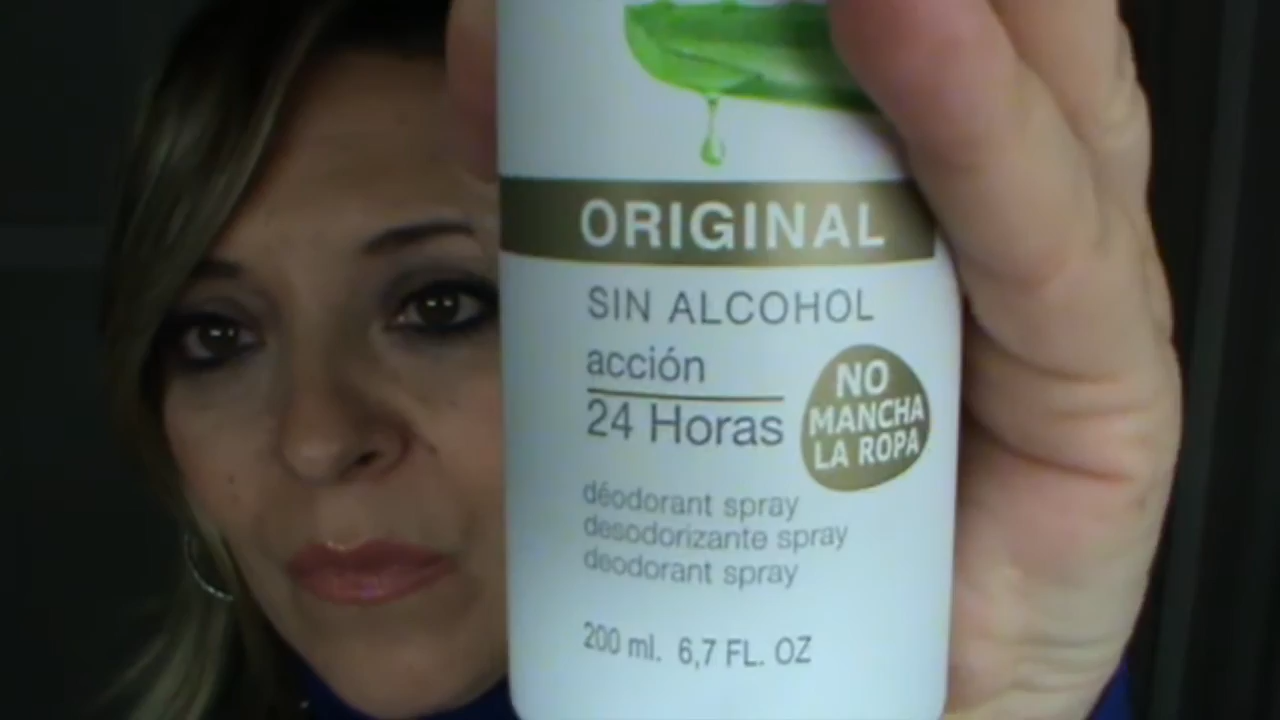 ORIGINAL
SIN ALCOHOL
acción
24 Horas
NO
MANCHA
LA ROPA
déodorant spray
desodorizante spray
deodorant spray
200 ml. 6,7 FL. OZ